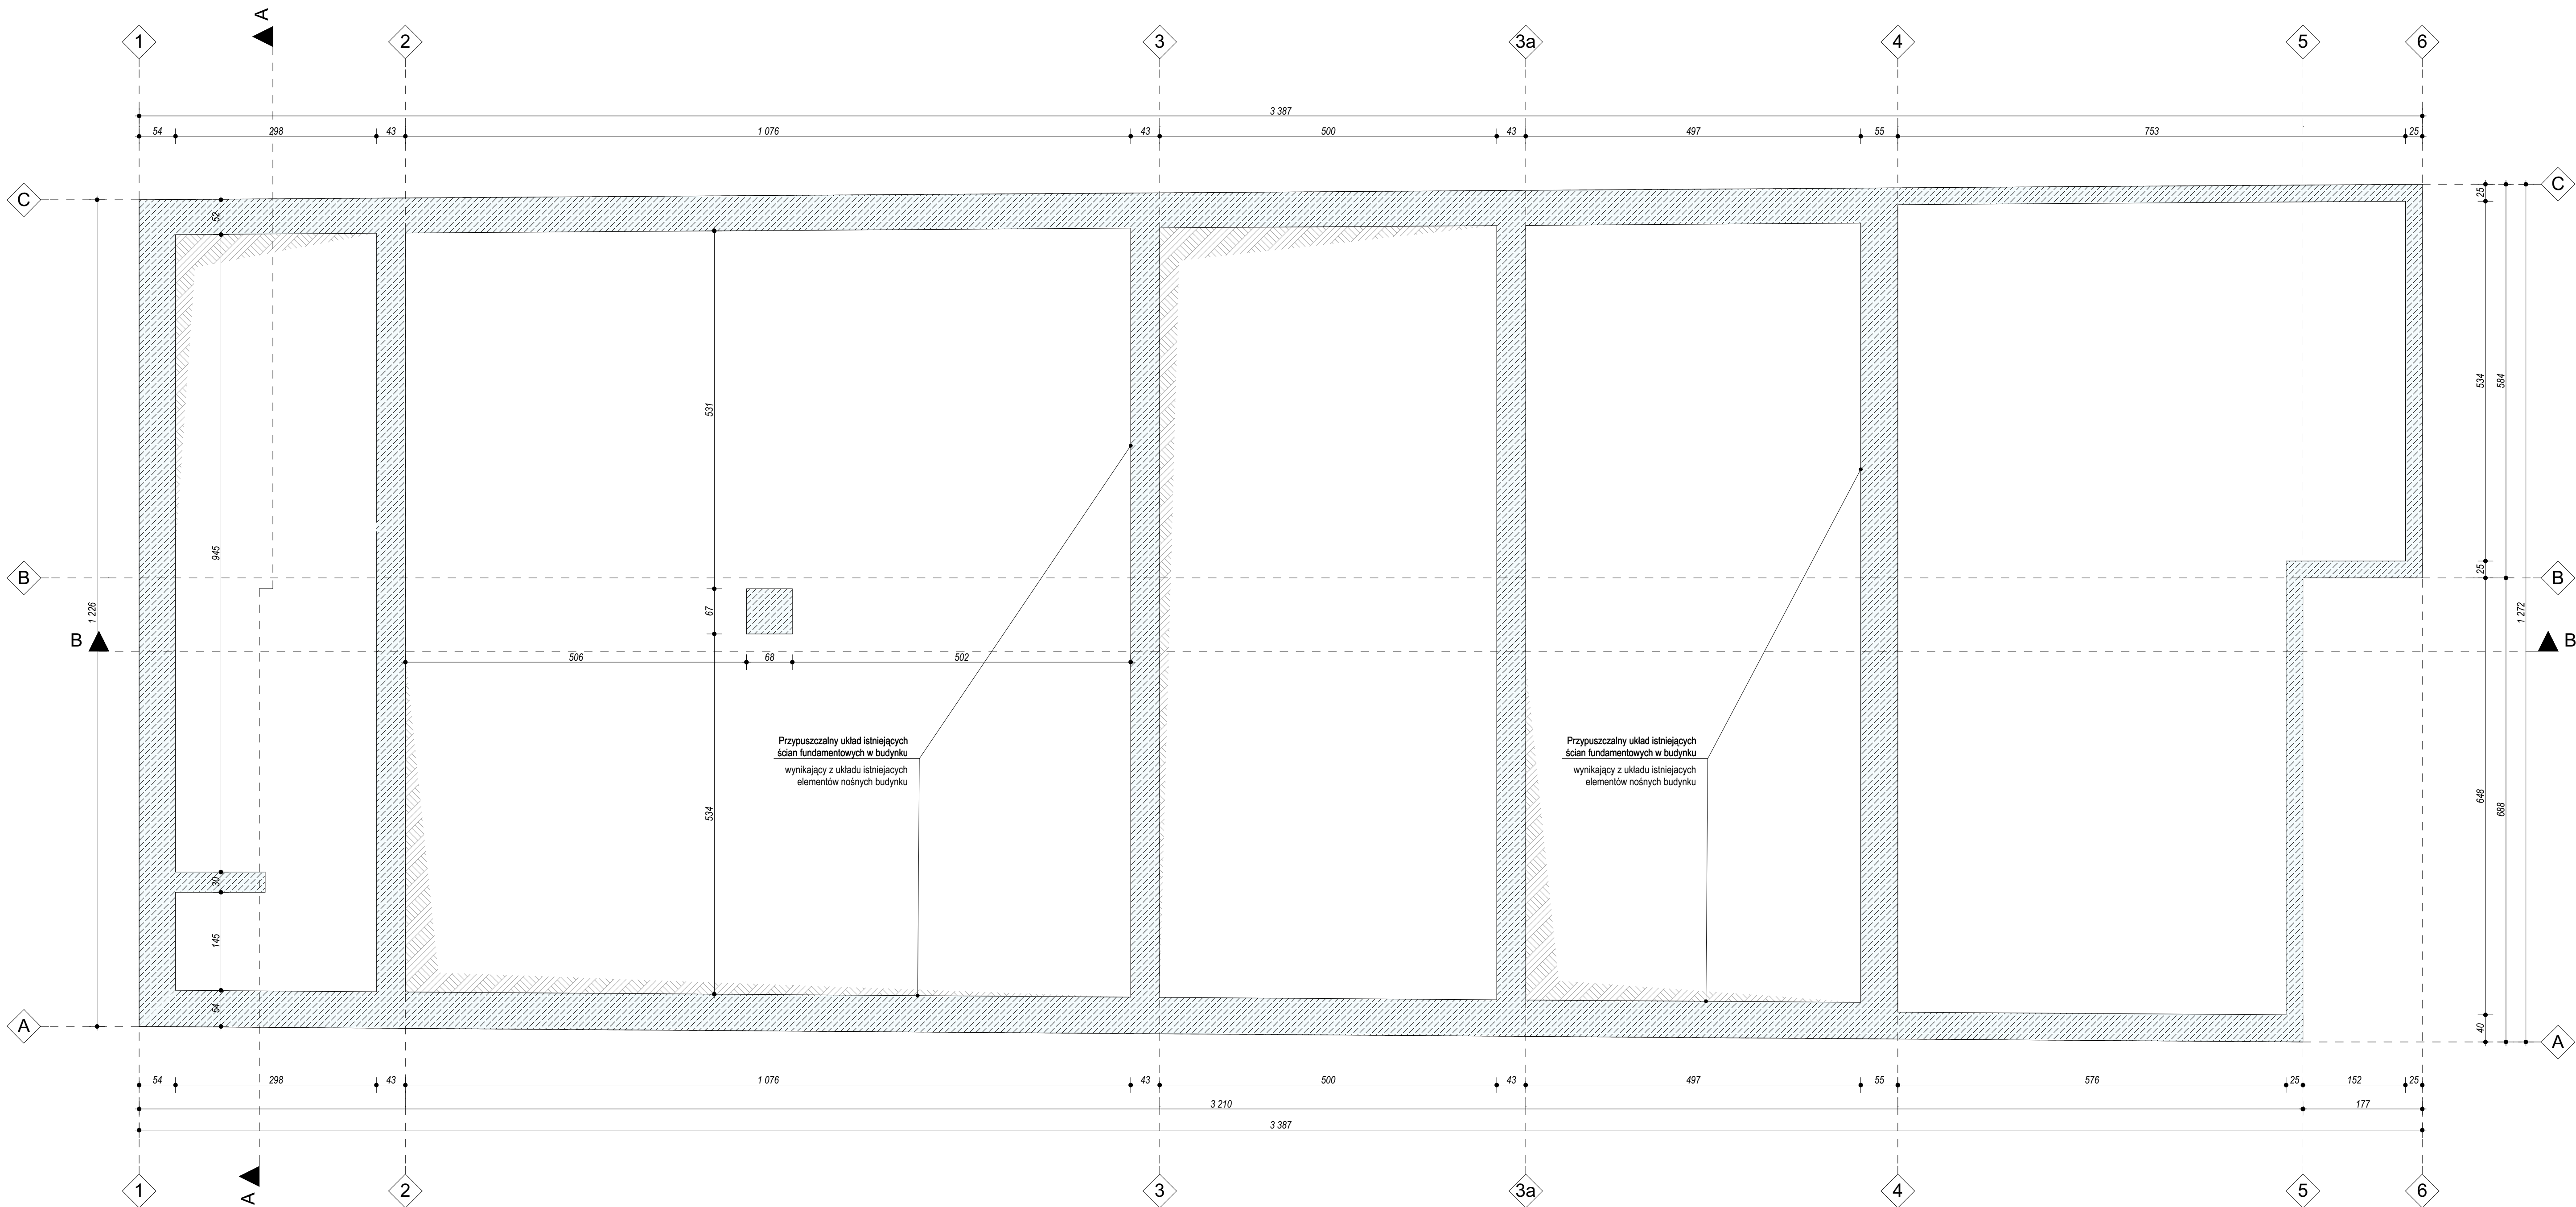 A
1 2 3 3a 4 5 6
3 387
54 298 43 1 076 43 500 43 497 55 753 25
C C
52 25
531 534 584
945
B B
25
1 226 67 1 272
B B
506 68 502
Przypuszczalny układ istniejących
ścian fundamentowych w budynku
wynikający z układu istniejacych
elementów nośnych budynku
Przypuszczalny układ istniejących
ścian fundamentowych w budynku
wynikający z układu istniejacych
elementów nośnych budynku
534 648 688
30
145
54 40
A A
54 298 43 1 076 43 500 43 497 55 576 25 152 25
3 210 177
3 387
1 2 3 3a 4 5 6
A